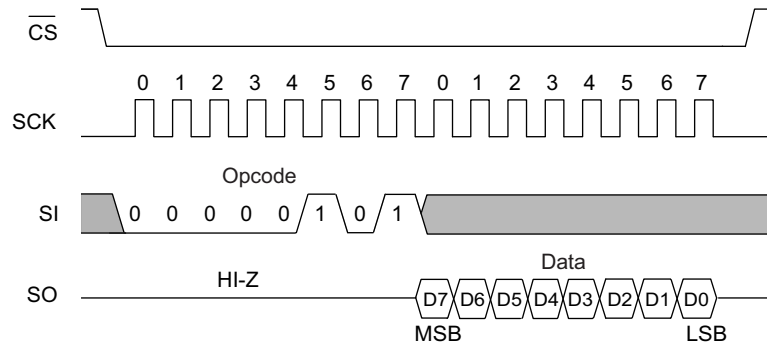 CS
0 1 2 3 4 5 6 7 0 1 2 3 4 5 6 7
SCK
Opcode
SI 0 0 0 0 0 1 0 1
Data
HI-Z
SO D7 D6 D5 D4 D3 D2 D1 D0
MSB LSB